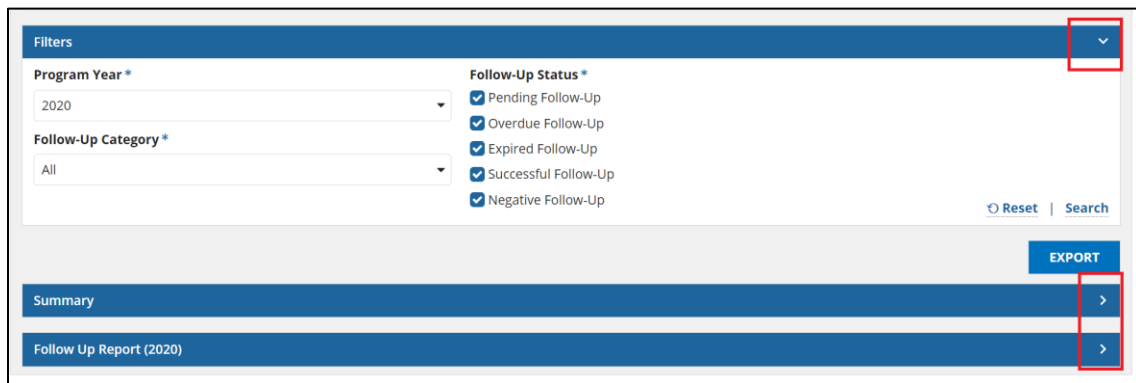 Filters
Program Year *
2020
Follow-Up Category *
All
Follow-Up Status *
Pending Follow-Up
Overdue Follow-Up
Expired Follow-Up
Successful Follow-Up
Negative Follow-Up
Reset | Search
EXPORT
Summary
Follow Up Report (2020)